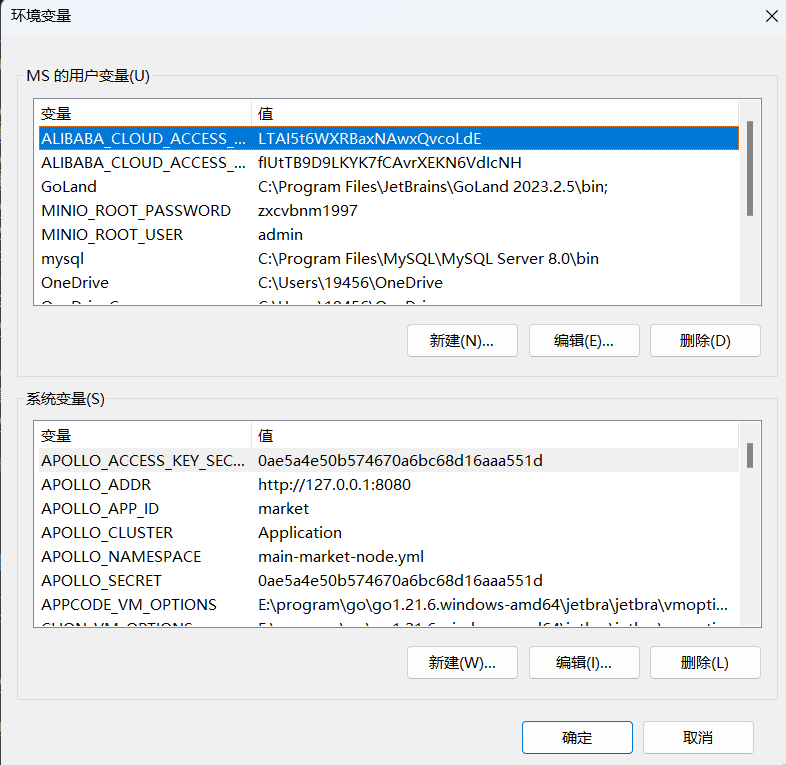 环境变量
MS 的用户变量(U)
变量 值
ALIBABA_CLOUD_ACCESS_... LTAI5t6WXRBaxNAwxQvcoLdE
ALIBABA_CLOUD_ACCESS_... flUtTB9D9LKYK7fCAvrXEKN6VdIcNH
GoLand C:\Program Files\JetBrains\GoLand 2023.2.5\bin;
MINIO_ROOT_PASSWORD zxcvbnm1997
MINIO_ROOT_USER admin
mysql C:\Program Files\MySQL\MySQL Server 8.0\bin
OneDrive C:\Users\19456\OneDrive
新建(N)... 编辑(E)... 删除(D)
系统变量(S)
变量 值
APOLLO_ACCESS_KEY_SEC... 0ae5a4e50b574670a6bc68d16aaa551d
APOLLO_ADDR http://127.0.0.1:8080
APOLLO_APP_ID market
APOLLO_CLUSTER Application
APOLLO_NAMESPACE main-market-node.yml
APOLLO_SECRET 0ae5a4e50b574670a6bc68d16aaa551d
APPCODE_VM_OPTIONS E:\program\go\go1.21.6.windows-amd64\jetbra\jetbra\vmopti...
新建(W)... 编辑(I)... 删除(L)
确定 取消